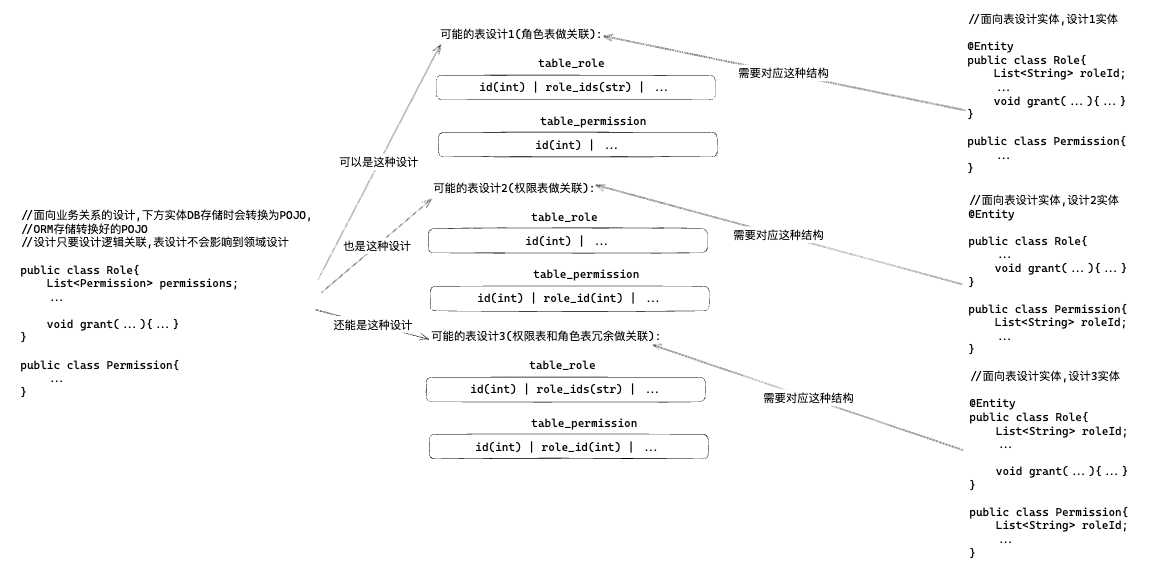 //面向业务关系的设计,下方实体DB存储时会转换为POJO,
//ORM存储转换好的POJO
//设计只要设计逻辑关联,表设计不会影响到领域设计
public class Role{
List<Permission> permissions;
...
void grant(...){...}
}
public class Permission{
...
}
可以是这种设计
也是这种设计
还能是这种设计
可能的表设计1(角色表做关联):
table_role
id(int) | role_ids(str) | ...
table_permission
id(int) | ...
可能的表设计2(权限表做关联):
table_role
id(int) | ...
table_permission
id(int) | role_id(int) | ...
可能的表设计3(权限表和角色表冗余做关联):
table_role
id(int) | role_ids(str) | ...
table_permission
id(int) | role_id(int) | ...
需要对应这种结构
需要对应这种结构
需要对应这种结构
//面向表设计实体,设计1实体
@Entity
public class Role{
List<String> roleId;
...
void grant(...){...}
}
public class Permission{
...
}
//面向表设计实体,设计2实体
@Entity
public class Role{
...
void grant(...){...}
}
public class Permission{
List<String> roleId;
...
}
//面向表设计实体,设计3实体
@Entity
public class Role{
List<String> roleId;
...
void grant(...){...}
}
public class Permission{
List<String> roleId;
...
}